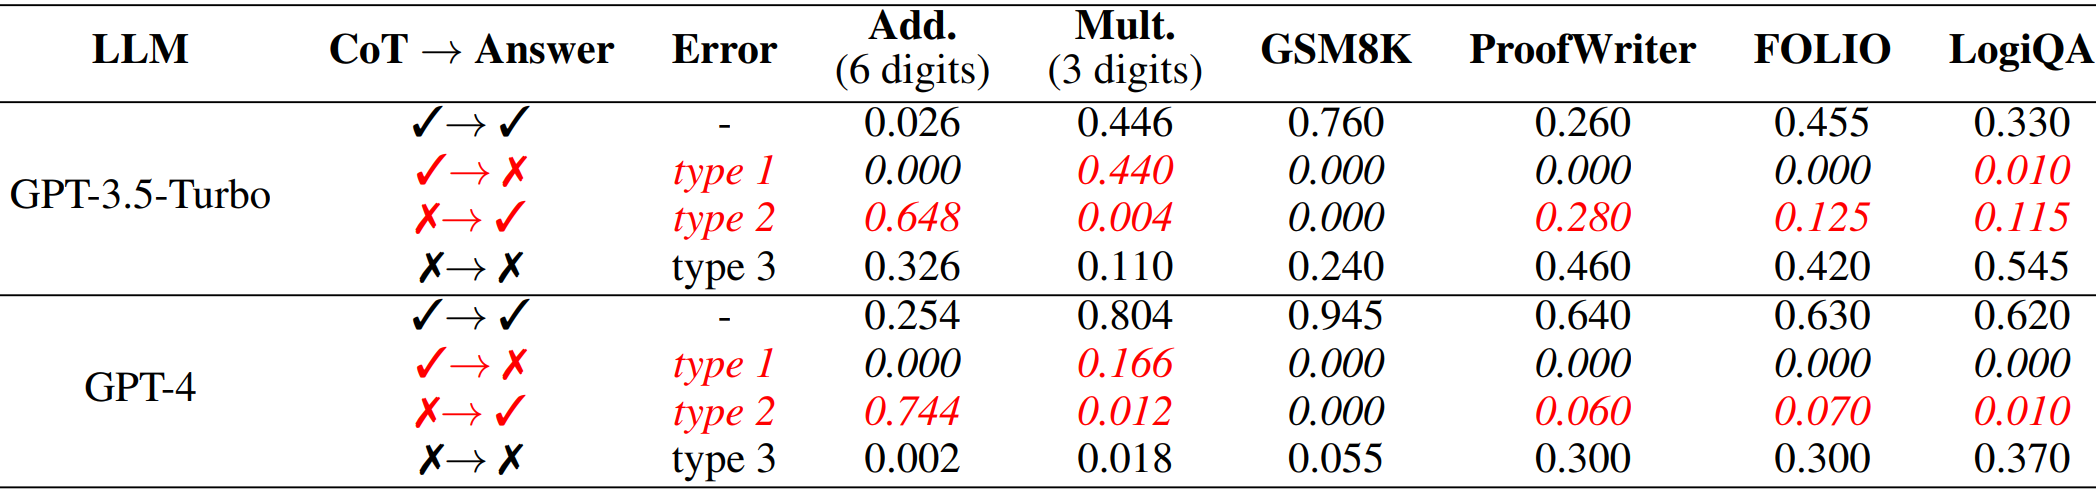 LLM CoT → Answer Error Add. (6 digits) Mult. (3 digits) GSM8K ProofWriter FOLIO LogiQA
GPT-3.5-Turbo
✓→ ✓ - 0.026 0.446 0.760 0.260 0.455 0.330
✓→ ✗ type 1 0.000 0.440 0.000 0.000 0.000 0.010
✗→ ✓ type 2 0.648 0.004 0.000 0.280 0.125 0.115
✗→ ✗ type 3 0.326 0.110 0.240 0.460 0.420 0.545
GPT-4
✓→ ✓ - 0.254 0.804 0.945 0.640 0.630 0.620
✓→ ✗ type 1 0.000 0.166 0.000 0.000 0.000 0.000
✗→ ✓ type 2 0.744 0.012 0.000 0.060 0.070 0.010
✗→ ✗ type 3 0.002 0.018 0.055 0.300 0.300 0.370